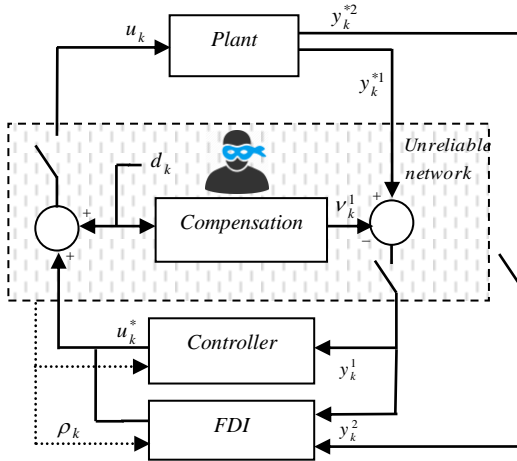 u_k
Plant
y_k^{*2}
y_k^{*1}
Unreliable
network
d_k
+
+
Compensation
ν_k^1
+
−
+
u_k^*
Controller
y_k^1
ρ_k
FDI
y_k^2